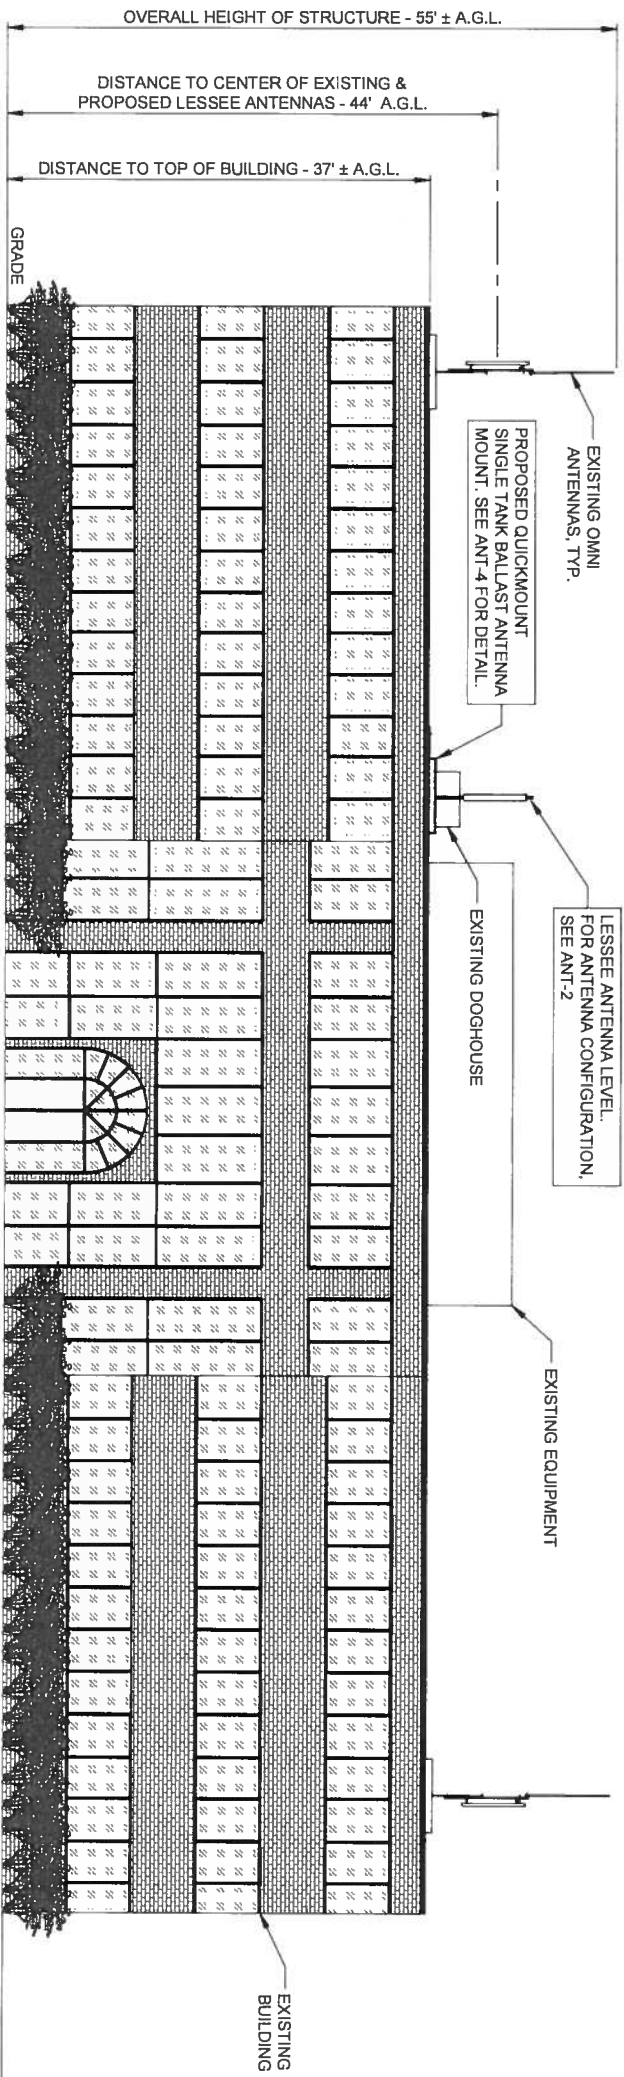 OVERALL HEIGHT OF STRUCTURE - 55' ± A.G.L.
DISTANCE TO CENTER OF EXISTING &
PROPOSED LESSEE ANTENNAS - 44' A.G.L.
DISTANCE TO TOP OF BUILDING - 37' ± A.G.L.
GRADE
EXISTING OMNI
ANTENNAS, TYP.
PROPOSED QUICKMOUNT
SINGLE TANK BALLAST ANTENNA
MOUNT. SEE ANT-4 FOR DETAIL.
LESSEE ANTENNA LEVEL.
FOR ANTENNA CONFIGURATION,
SEE ANT-2
EXISTING DOGHOUSE
EXISTING EQUIPMENT
EXISTING
BUILDING